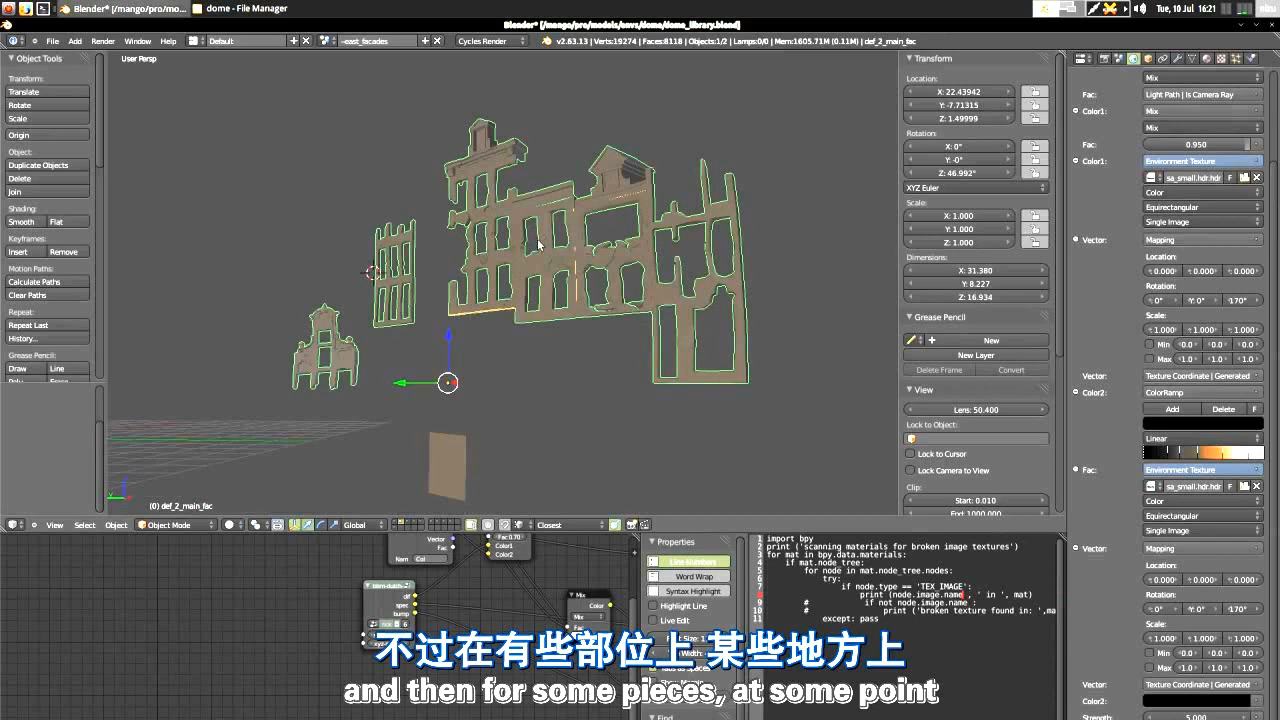 Blender* [/mango/pro/mo...
dome - File Manager
Tue, 10 Jul 16:21
Blender* [/mango/pro/models/envs/dome/dome_library.blend]
File Add Render Window Help
Default
-east_facades
Cycles Render
v2.63.13 | Verts:19274 | Faces:8118 | Objects:1/2 | Lamps:0/0 | Mem:1605.71M (0.11M) | def_2_main_fac
Object Tools
Transform:
Translate
Rotate
Scale
Origin
Object:
Duplicate Objects
Delete
Join
Shading:
Smooth Flat
Keyframes:
Insert Remove
Motion Paths:
Calculate Paths
Clear Paths
Repeat:
Repeat Last
History...
Grease Pencil:
Draw Line
User Persp
(0) def_2_main_fac
View Select Object
Object Mode
Global
Closest
Transform
Location:
X: 22.43942
Y: -7.71315
Z: 1.49999
Rotation:
X: 0°
Y: -0°
Z: 46.992°
XYZ Euler
Scale:
X: 1.000
Y: 1.000
Z: 1.000
Dimensions:
X: 31.380
Y: 8.227
Z: 16.934
Grease Pencil
New
New Layer
Delete Frame Convert
View
Lens: 50.400
Lock to Object:
Lock to Cursor
Lock Camera to View
Clip:
Start: 0.010
End: 1000.000
Mix
Fac: Light Path | Is Camera Ray
Color1: Mix
Mix
Fac: 0.950
Color1: Environment Texture
sa_small.hdr.hdr F
Color
Equirectangular
Single Image
Vector: Mapping
Location:
0.000 0.000 0.000
Rotation:
0° Y: 0° 170°
Scale:
1.000 1.000 1.000
Min 0.0 0.0 0.0
Max 1.0 1.0 1.0
Vector: Texture Coordinate | Generated
Color2: ColorRamp
Add Delete F
Linear
Fac: Environment Texture
sa_small.hdr.hdr F
Color
Equirectangular
Single Image
Vector: Mapping
Location:
0.000 0.000 0.000
Rotation:
0° Y: 0° 170°
Scale:
1.000 1.000 1.000
Min 0.0 0.0 0.0
Max 1.0 1.0 1.0
Vector: Texture Coordinate | Generated
Color2:
Strength: 5.000
Vector
Fac
Nam Col
Fac 0.70
Color1
Color2
dif
spec
bump
Mix
Color
Mix
Properties
Line Numbers
Word Wrap
Syntax Highlight
Highlight Line
Live Edit
Find
1 import bpy
2 print ('scanning materials for broken image textures')
3 for mat in bpy.data.materials:
4 if mat.node_tree:
5 for node in mat.node_tree.nodes:
6 try:
7 if node.type == 'TEX_IMAGE':
8 print (node.image.name, ' in ', mat)
9 # if not node.image.name :
10 # print ('broken texture found in: ',ma
11 except: pass
不过在有些部位上 某些地方上
and then for some pieces, at some point